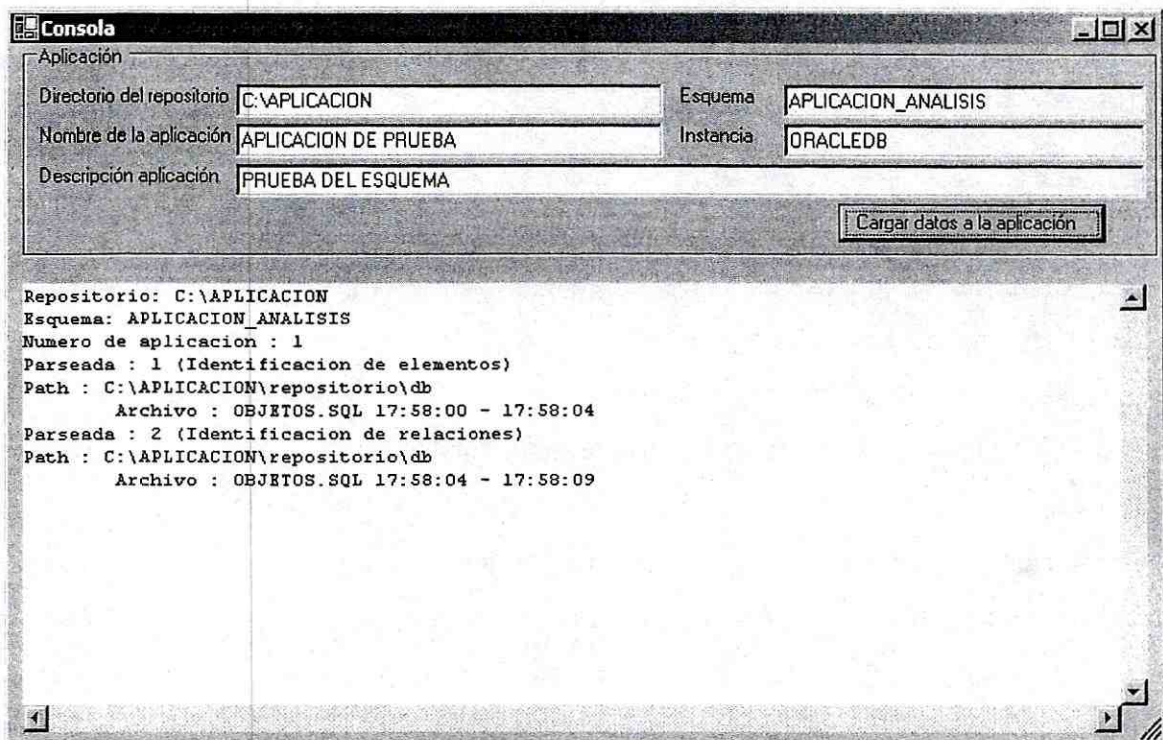 Consola
Aplicación
Directorio del repositorio C:\APLICACION Esquema APLICACION_ANALISIS
Nombre de la aplicación APLICACION DE PRUEBA Instancia ORACLEDB
Descripción aplicación PRUEBA DEL ESQUEMA
Cargar datos a la aplicación
Repositorio: C:\APLICACION
Esquema: APLICACION_ANALISIS
Numero de aplicacion : 1
Parseada : 1 (Identificacion de elementos)
Path : C:\APLICACION\repositorio\db
Archivo : OBJETOS.SQL 17:58:00 - 17:58:04
Parseada : 2 (Identificacion de relaciones)
Path : C:\APLICACION\repositorio\db
Archivo : OBJETOS.SQL 17:58:04 - 17:58:09